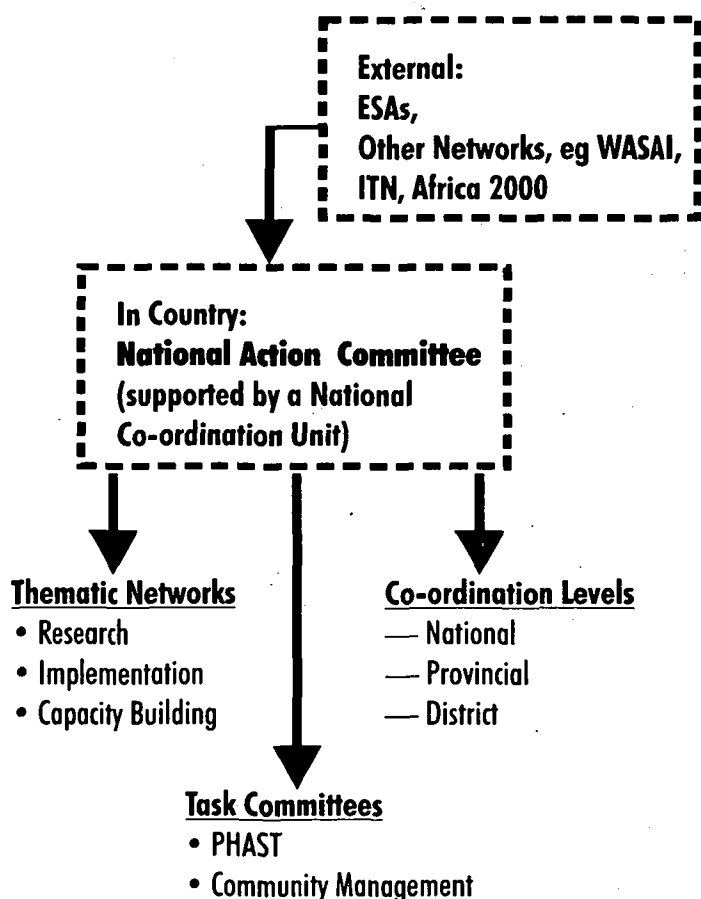 External:
ESAs,
Other Networks, eg WASAI,
ITN, Africa 2000
In Country:
National Action Committee
(supported by a National
Co-ordination Unit)
Thematic Networks
• Research
• Implementation
• Capacity Building
Co-ordination Levels
— National
— Provincial
— District
Task Committees
• PHAST
• Community Management